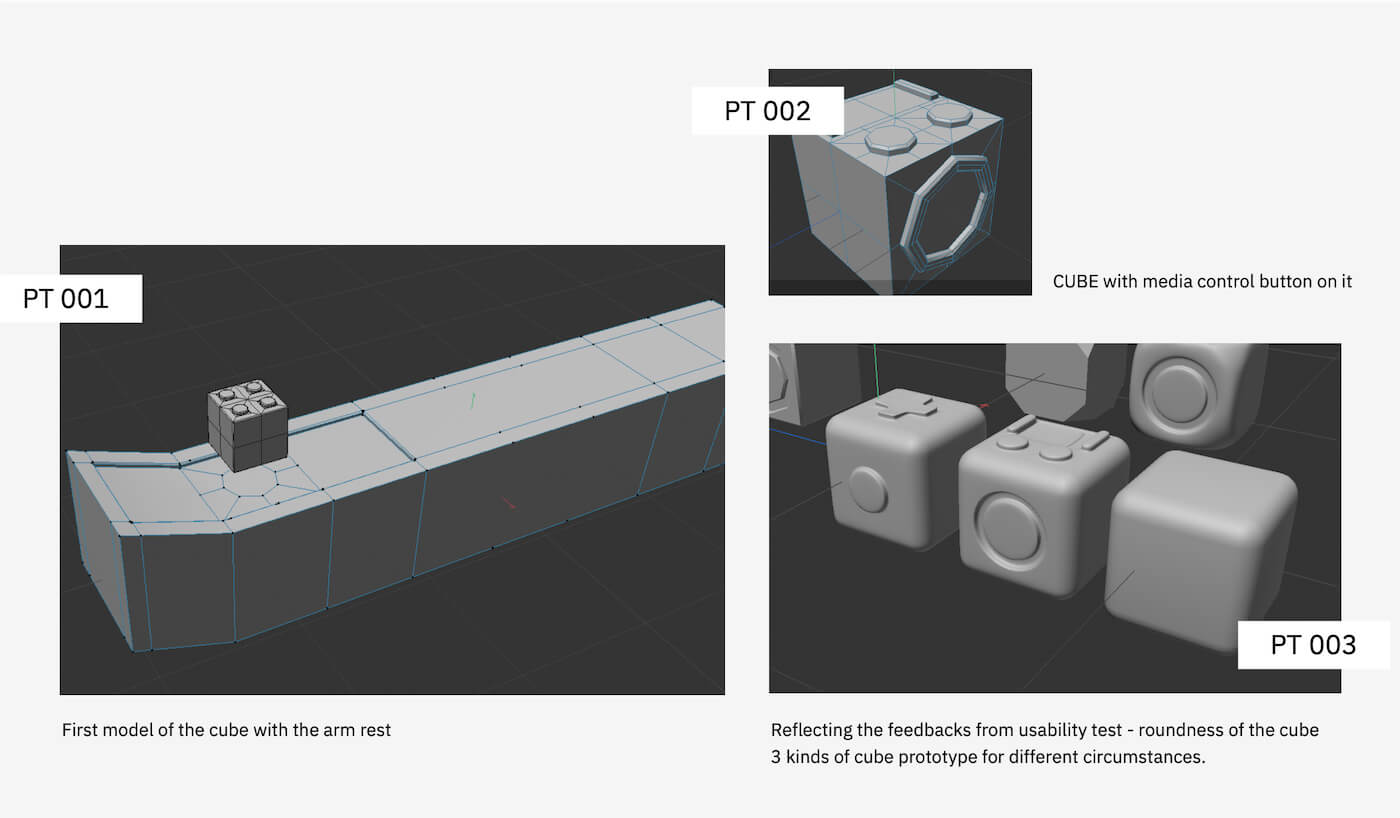 PT 001
First model of the cube with the arm rest
PT 002
CUBE with media control button on it
PT 003
Reflecting the feedbacks from usability test - roundness of the cube
3 kinds of cube prototype for different circumstances.